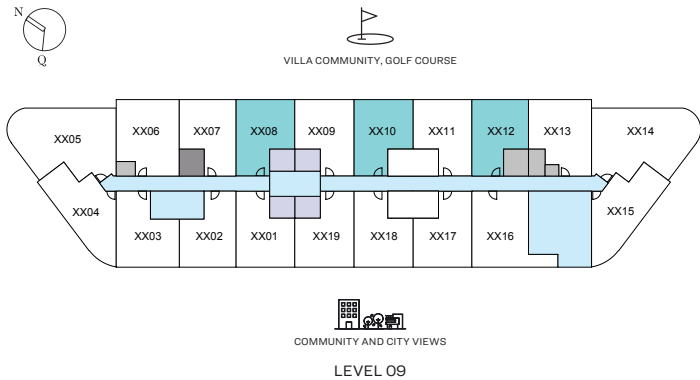 N
Q
VILLA COMMUNITY, GOLF COURSE
XX05
XX06
XX07
XX08
XX09
XX10
XX11
XX12
XX13
XX14
XX04
XX15
XX03
XX02
XX01
XX19
XX18
XX17
XX16
COMMUNITY AND CITY VIEWS
LEVEL 09